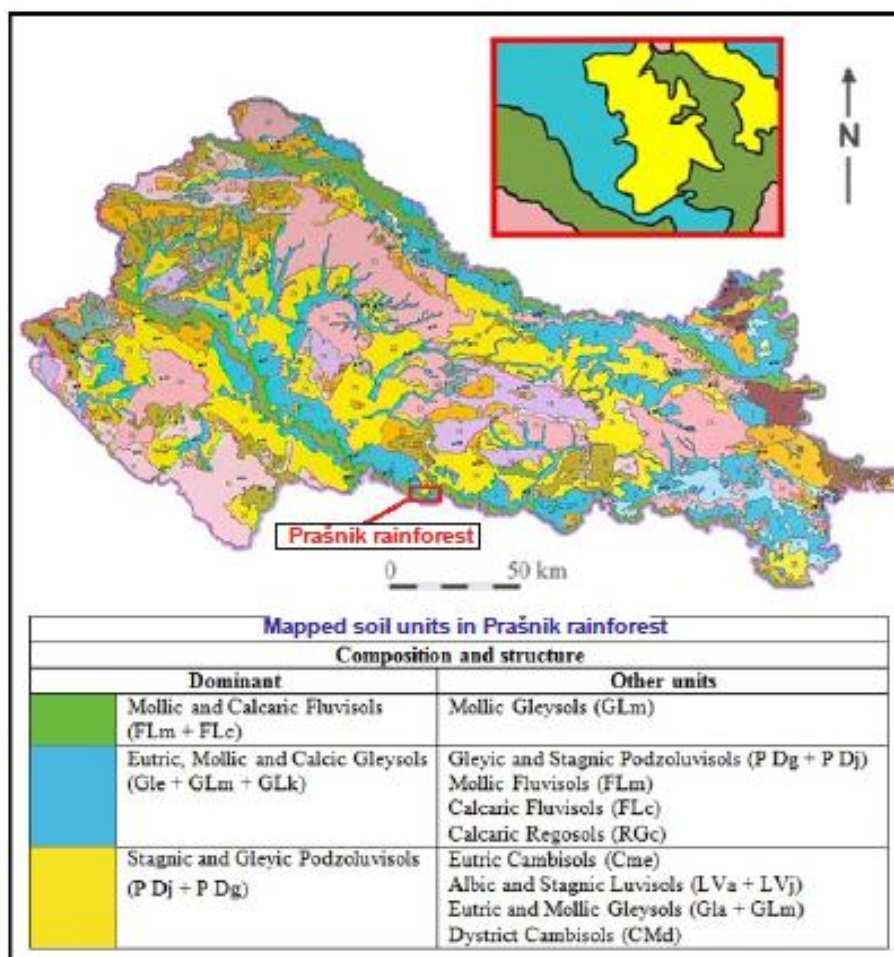 N
Prašnik rainforest
0 50 km
Mapped soil units in Prašnik rainforest
Composition and structure
Dominant Other units
Mollic and Calcaric Fluvisols
(FLm + FLc)
Mollic Gleysols (GLm)
Eutric, Mollic and Calcic Gleysols
(Gle + GLm + GLk)
Gleyic and Stagnic Podzoluvisols (P Dg + P Dj)
Mollic Fluvisols (FLm)
Calcaric Fluvisols (FLc)
Calcaric Regosols (RGc)
Stagnic and Gleyic Podzoluvisols
(P Dj + P Dg)
Eutric Cambisols (Cme)
Albic and Stagnic Luvisols (LVa + LVj)
Eutric and Mollic Gleysols (Gla + GLm)
Dystrict Cambisols (CMd)